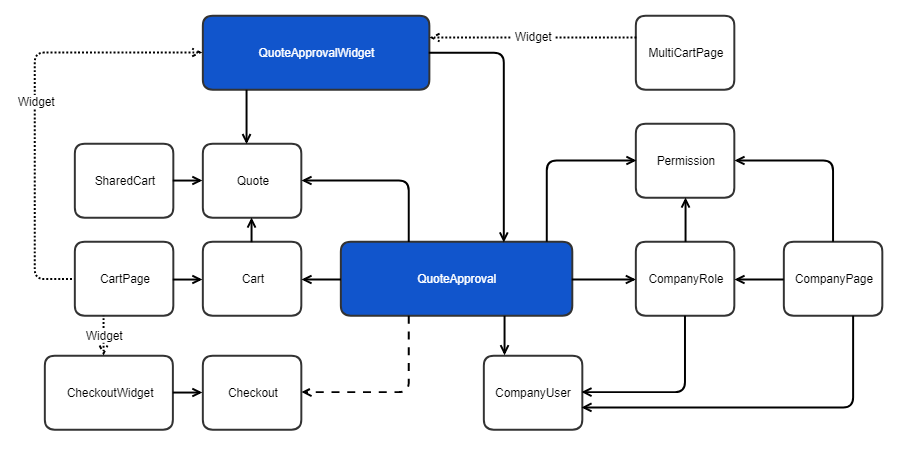 QuoteApprovalWidget
Widget
MultiCartPage
Widget
SharedCart
Quote
Permission
CartPage
Cart
QuoteApproval
CompanyRole
CompanyPage
Widget
CheckoutWidget
Checkout
CompanyUser